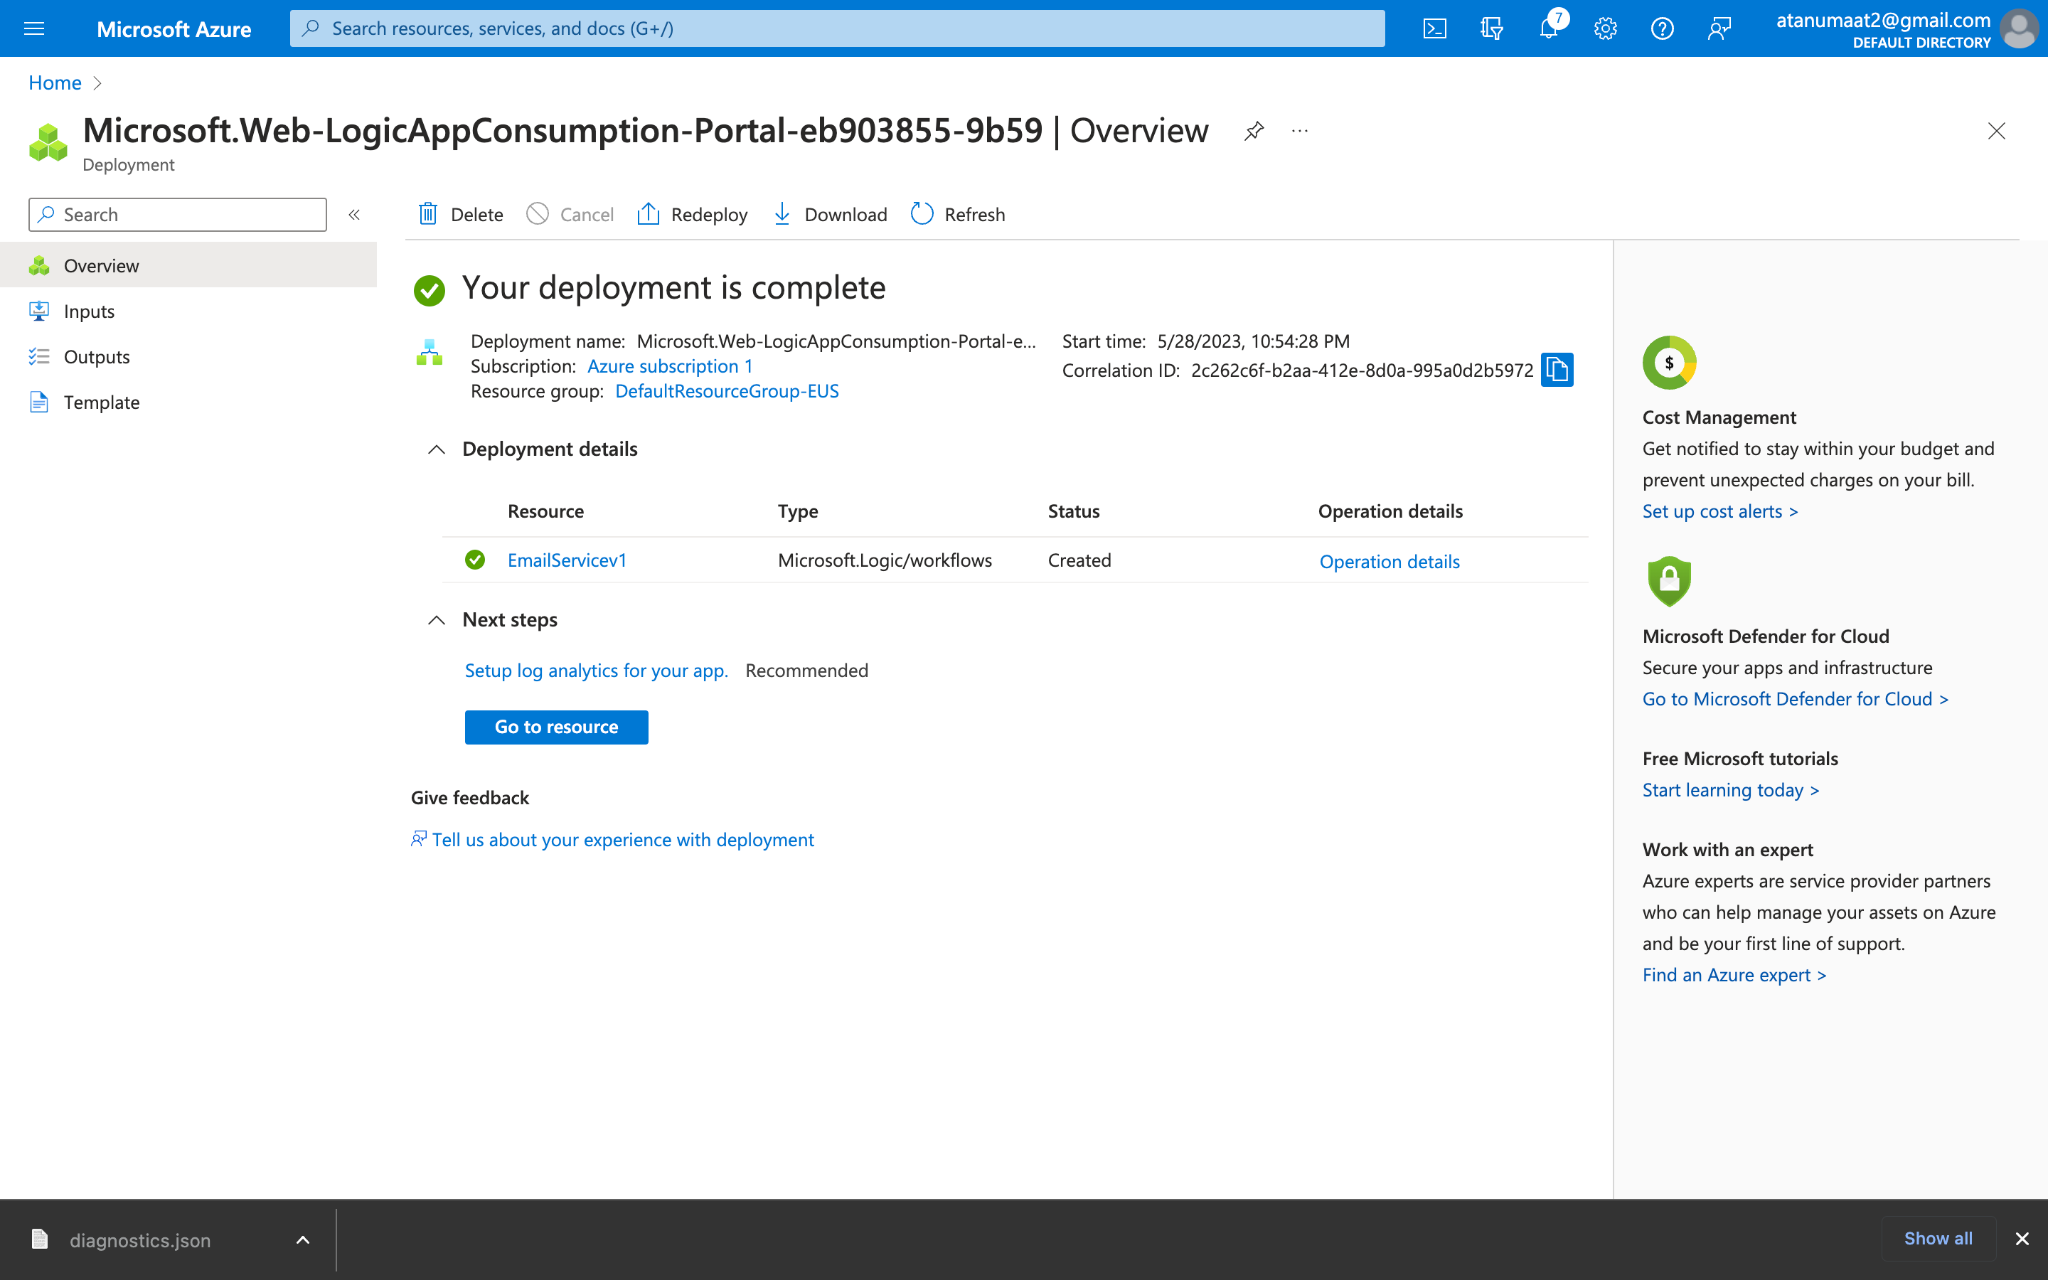 Microsoft Azure
Search resources, services, and docs (G+/)
7
atanumaat2@gmail.com
DEFAULT DIRECTORY
Home
Microsoft.Web-LogicAppConsumption-Portal-eb903855-9b59 | Overview
...
Deployment
Search
«
Delete
Cancel
Redeploy
Download
Refresh
Overview
Inputs
Outputs
Template
Your deployment is complete
Deployment name: Microsoft.Web-LogicAppConsumption-Portal-e...
Subscription: Azure subscription 1
Resource group: DefaultResourceGroup-EUS
Start time: 5/28/2023, 10:54:28 PM
Correlation ID: 2c262c6f-b2aa-412e-8d0a-995a0d2b5972
Deployment details
Resource Type Status Operation details
EmailServicev1 Microsoft.Logic/workflows Created Operation details
Next steps
Setup log analytics for your app. Recommended
Go to resource
Give feedback
Tell us about your experience with deployment
$
Cost Management
Get notified to stay within your budget and
prevent unexpected charges on your bill.
Set up cost alerts >
Microsoft Defender for Cloud
Secure your apps and infrastructure
Go to Microsoft Defender for Cloud >
Free Microsoft tutorials
Start learning today >
Work with an expert
Azure experts are service provider partners
who can help manage your assets on Azure
and be your first line of support.
Find an Azure expert >
diagnostics.json
Show all